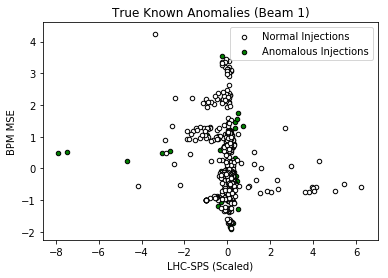 True Known Anomalies (Beam 1)
Normal Injections
Anomalous Injections
BPM MSE
4
3
2
1
0
−1
−2
−8 −6 −4 −2 0 2 4 6
LHC-SPS (Scaled)